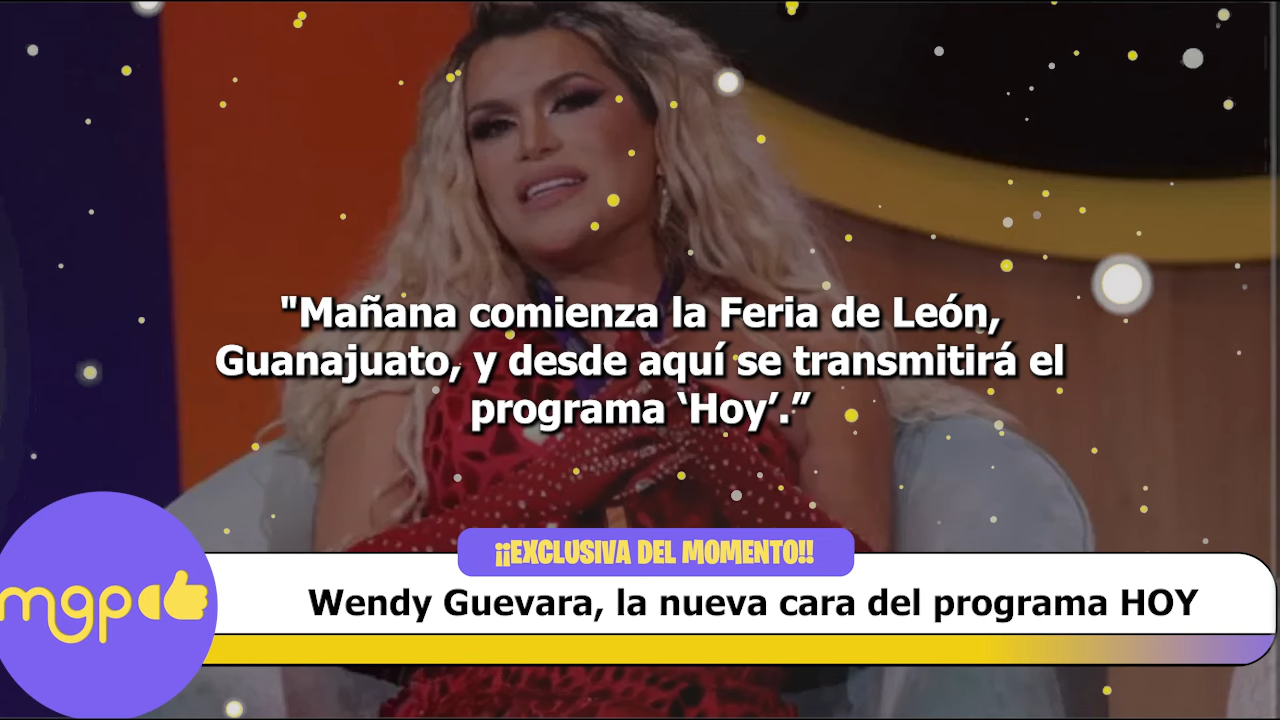 "Mañana comienza la Feria de León,
Guanajuato, y desde aquí se transmitirá el
programa ‘Hoy’.”
¡¡EXCLUSIVA DEL MOMENTO!!
Wendy Guevara, la nueva cara del programa HOY
mgp